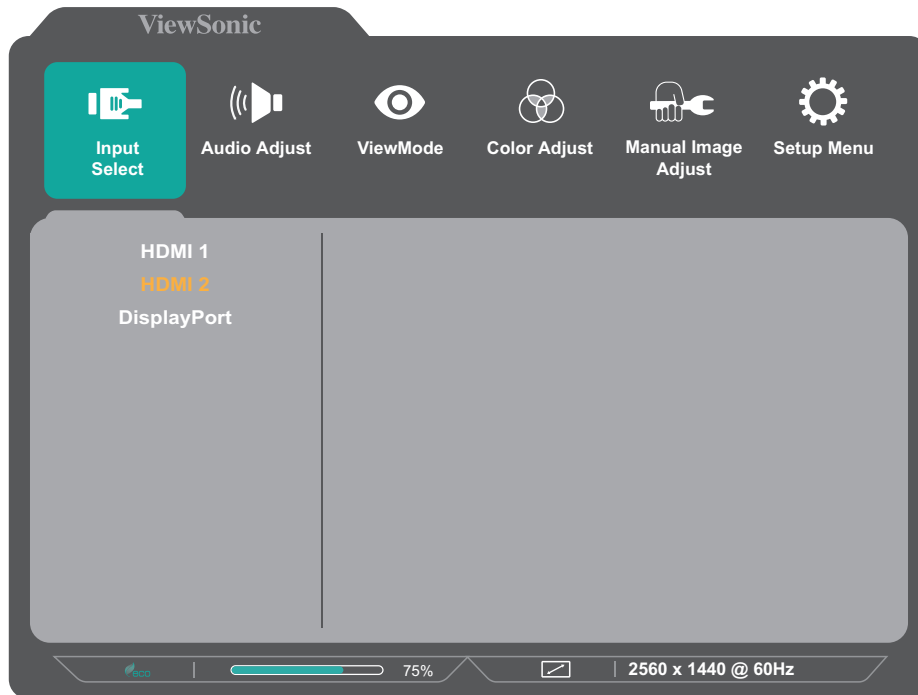 ViewSonic
Input
Select
Audio Adjust
ViewMode
Color Adjust
Manual Image
Adjust
Setup Menu
HDMI 1
HDMI 2
DisplayPort
eco
75%
2560 x 1440 @ 60Hz